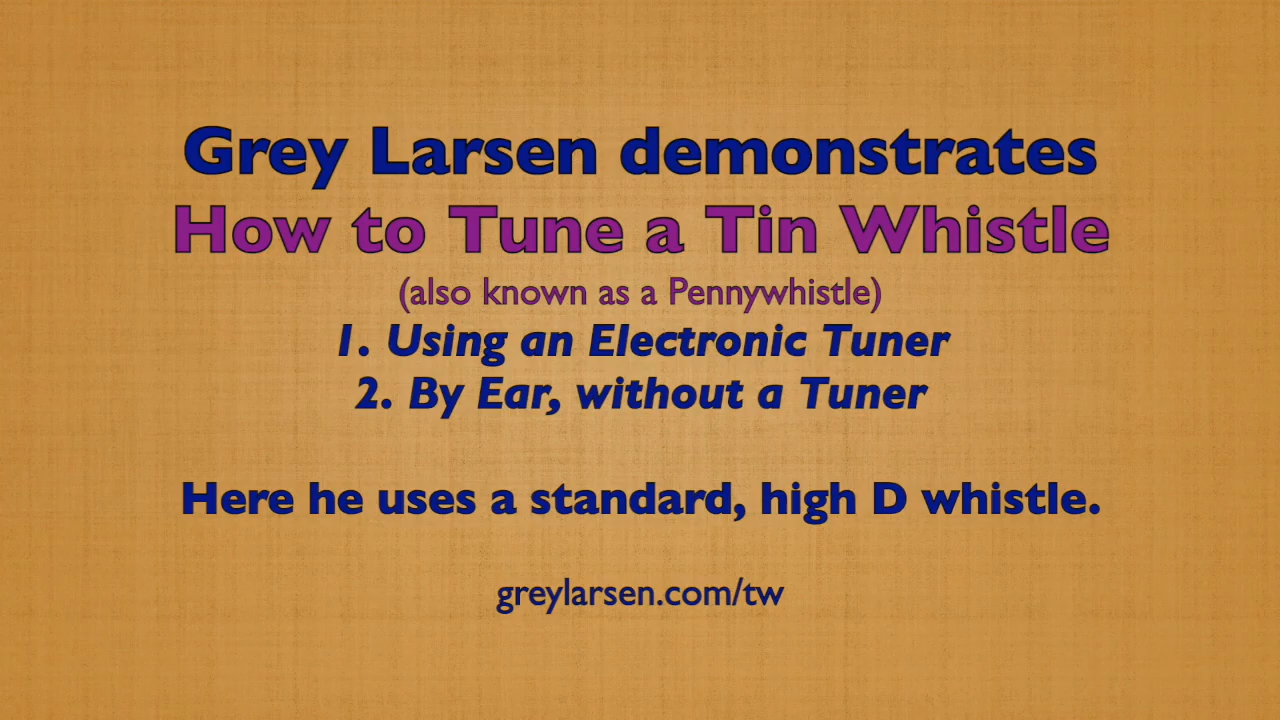 Grey Larsen demonstrates
How to Tune a Tin Whistle
(also known as a Pennywhistle)
1. Using an Electronic Tuner
2. By Ear, without a Tuner
Here he uses a standard, high D whistle.
greylarsen.com/tw